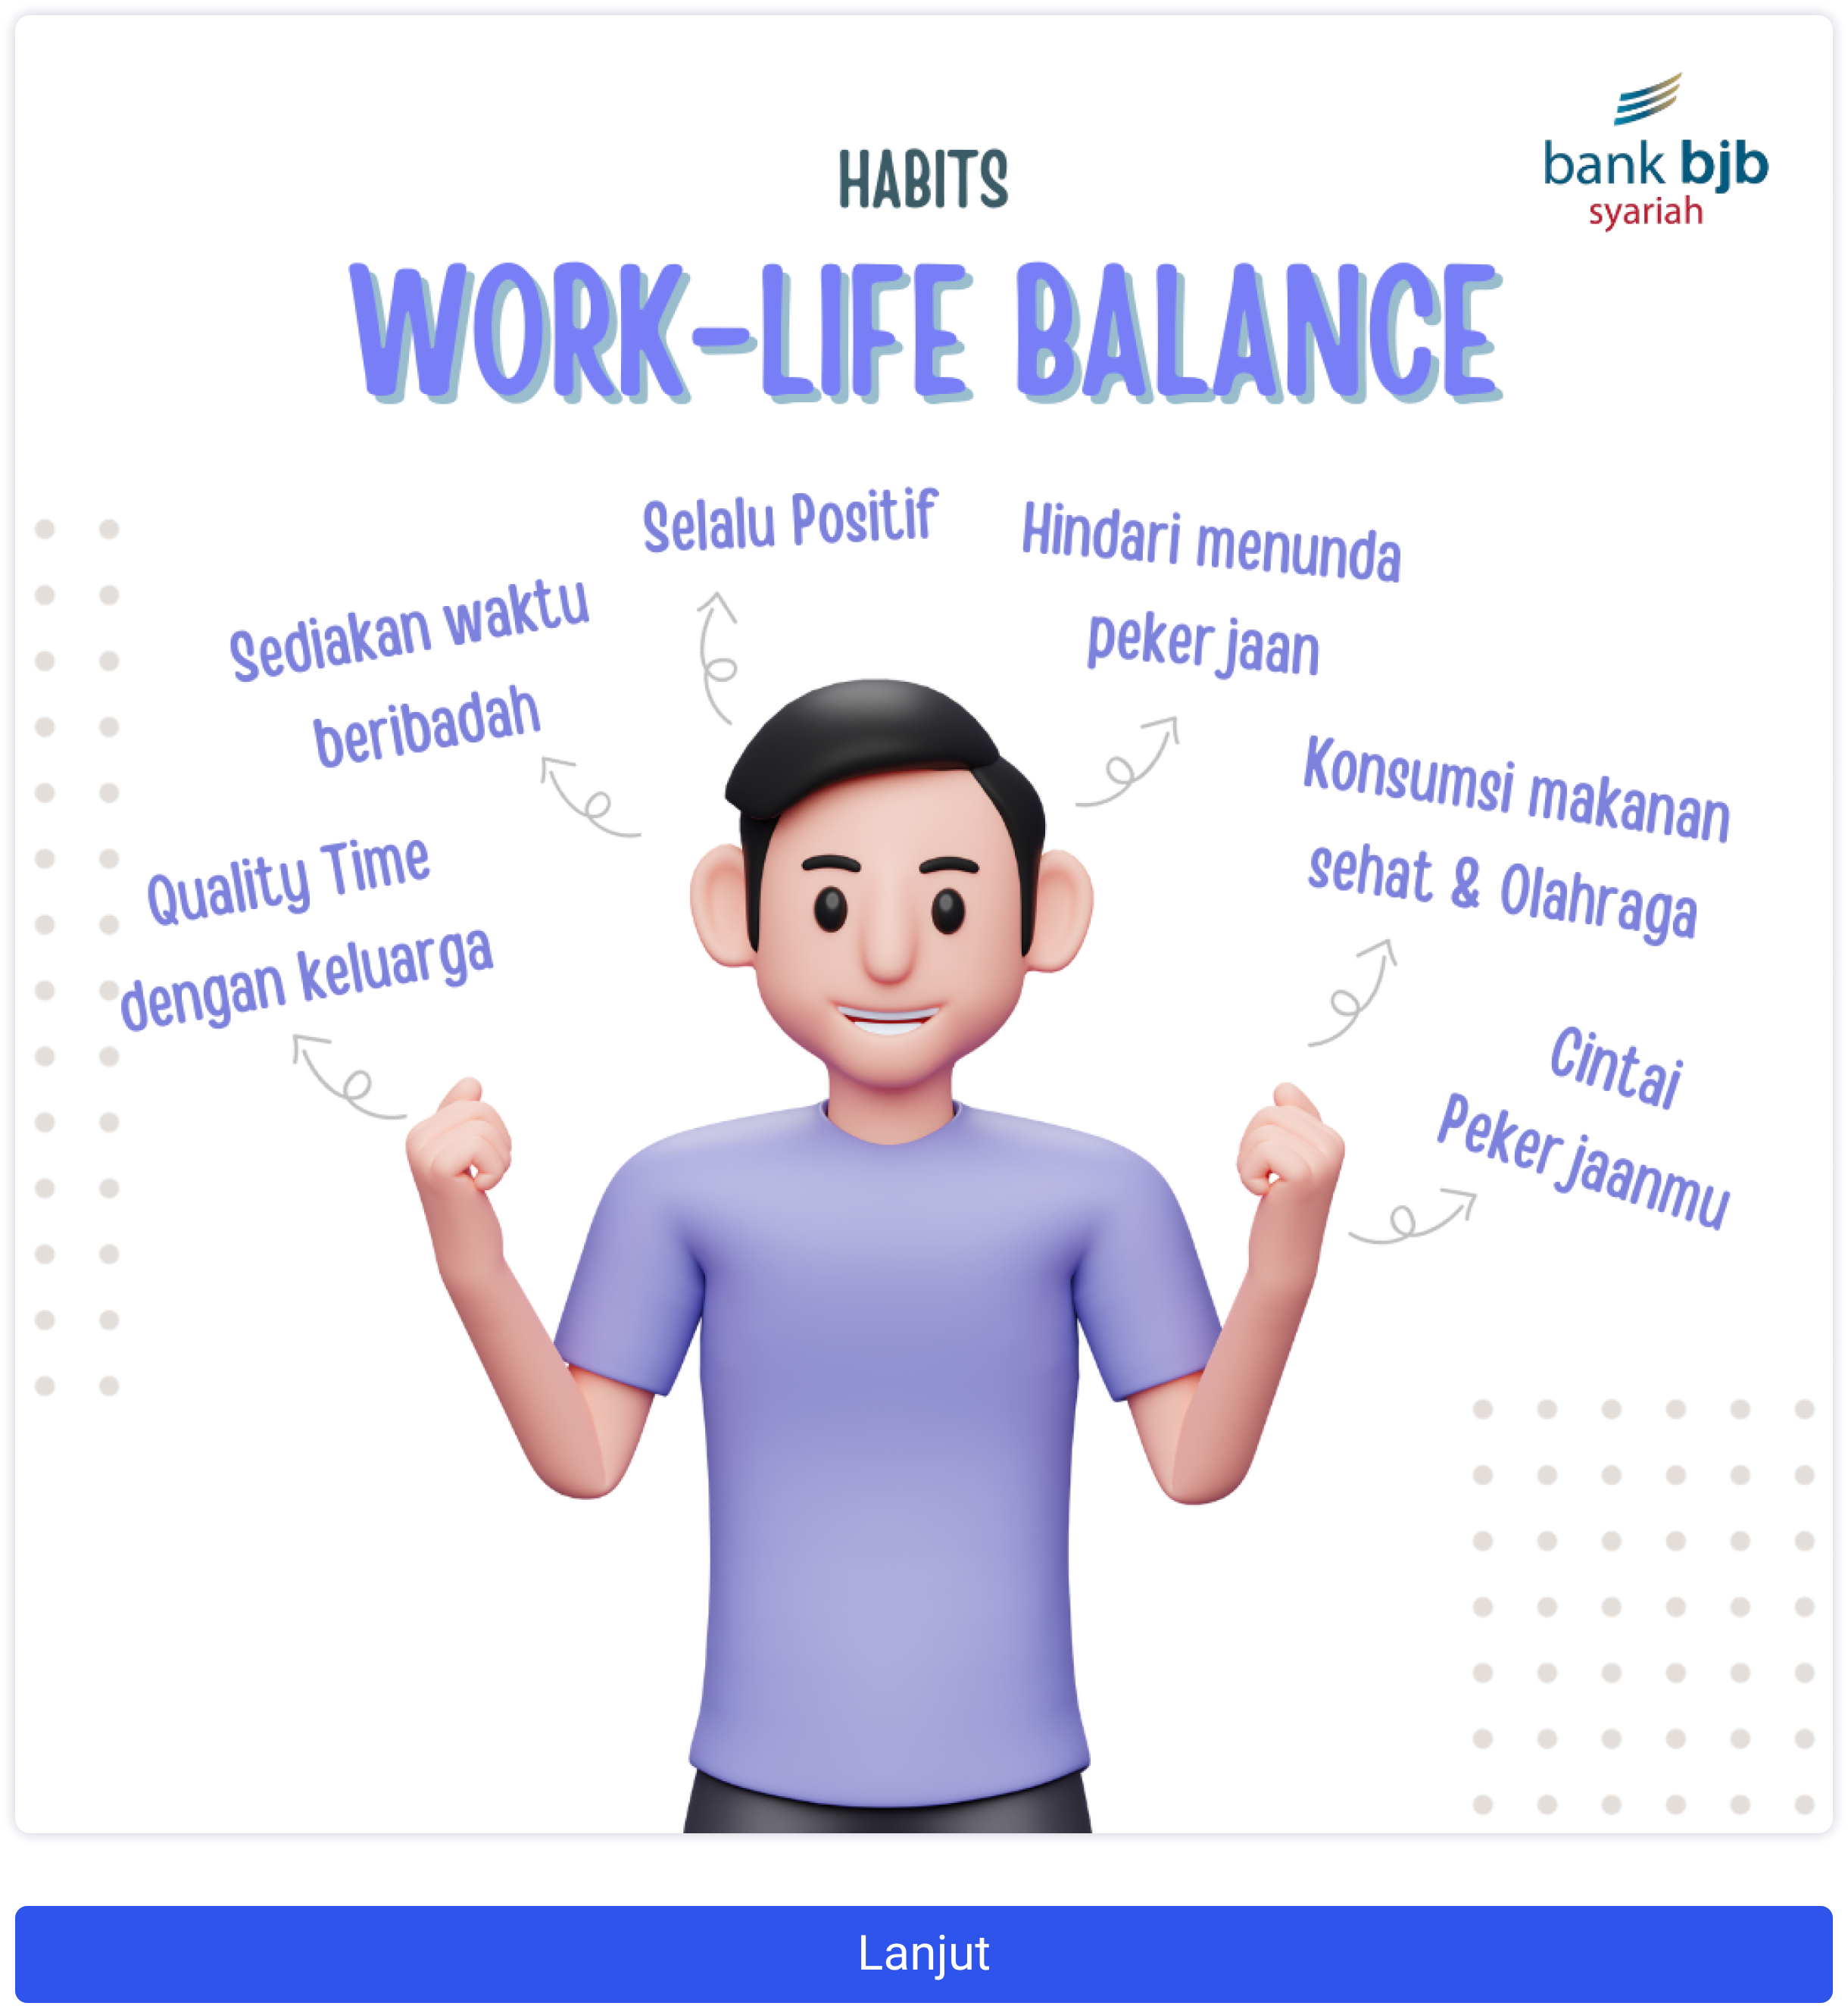 bank bjb
syariah
HABITS
WORK-LIFE BALANCE
Selalu Positif
Hindari menunda
pekerjaan
Sediakan waktu
beribadah
Konsumsi makanan
sehat & Olahraga
Quality Time
dengan keluarga
Cintai
Pekerjaanmu
Lanjut